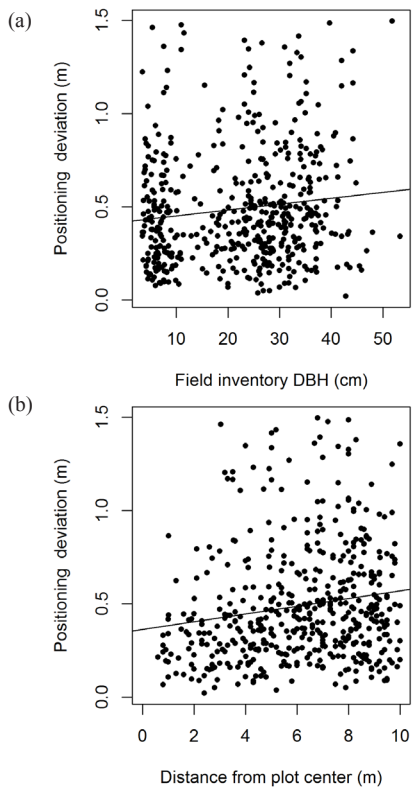 (a)
Positioning deviation (m)
1.5
1.0
0.5
0.0
10 20 30 40 50
Field inventory DBH (cm)
(b)
Positioning deviation (m)
1.5
1.0
0.5
0.0
0 2 4 6 8 10
Distance from plot center (m)